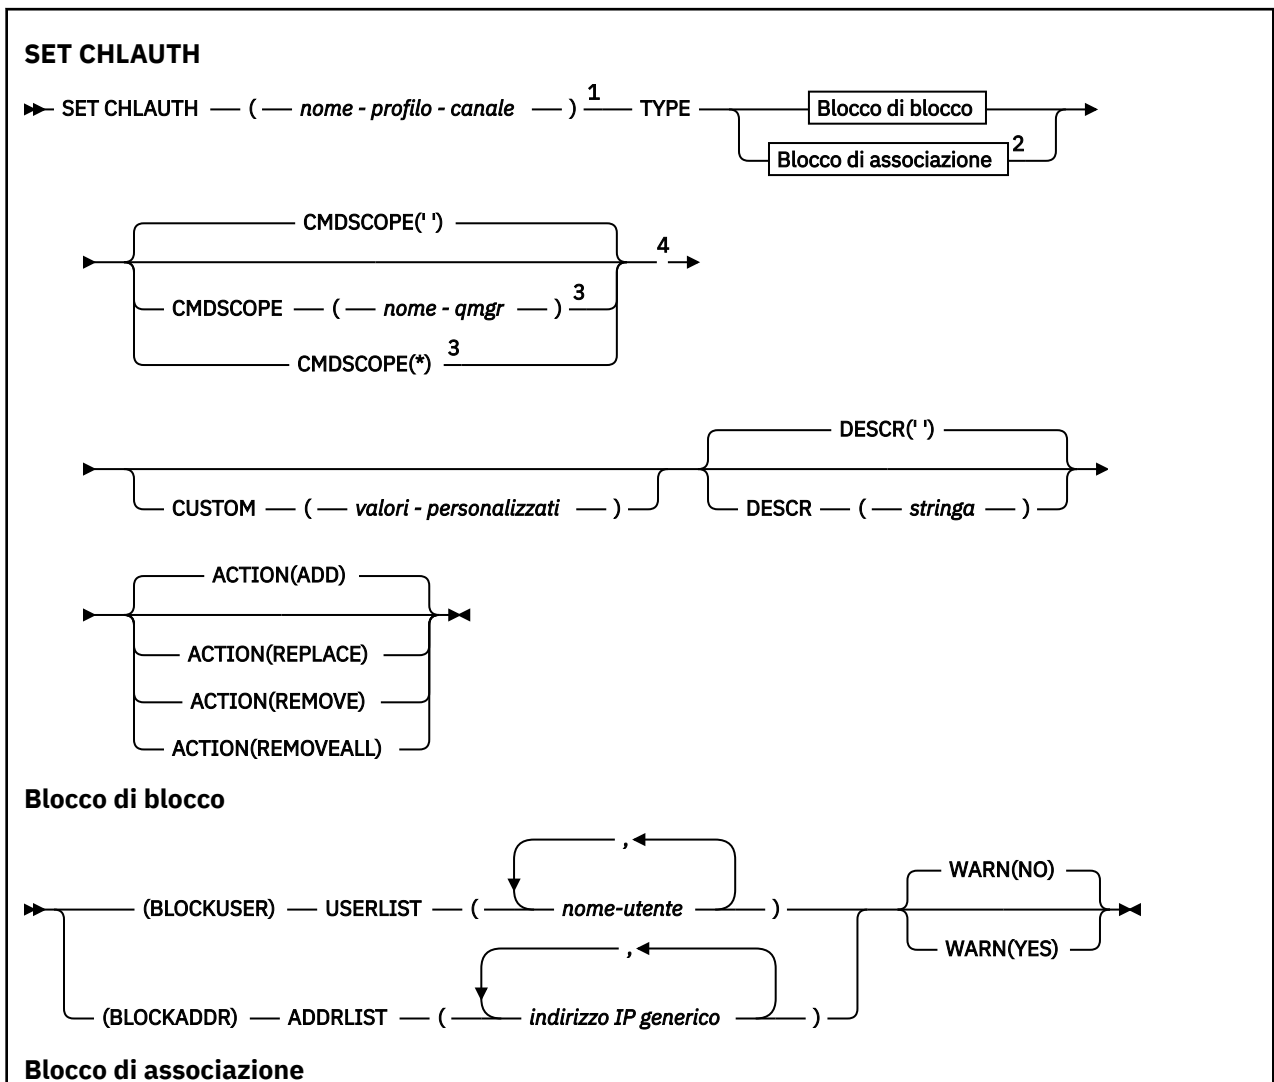 SET CHLAUTH
SET CHLAUTH ( nome - profilo - canale ) 1 TYPE Blocco di blocco
Blocco di associazione 2
CMDSCOPE(' ')
4
CMDSCOPE ( nome - qmgr ) 3
CMDSCOPE(*) 3
DESCR(' ')
CUSTOM ( valori - personalizzati ) DESCR ( stringa )
ACTION(ADD)
ACTION(REPLACE)
ACTION(REMOVE)
ACTION(REMOVEALL)
Blocco di blocco
,
WARN(NO)
(BLOCKUSER) USERLIST ( nome-utente )
WARN(YES)
,
(BLOCKADDR) ADDRLIST ( indirizzo IP generico )
Blocco di associazione